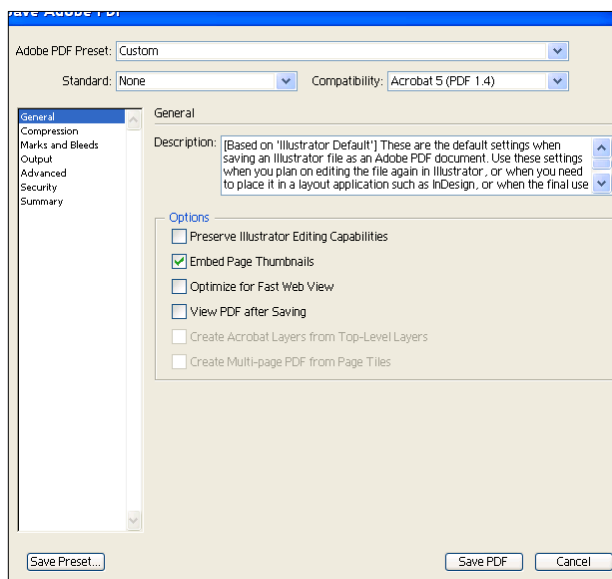 Save Adobe PDF
Adobe PDF Preset: Custom
Standard: None Compatibility: Acrobat 5 (PDF 1.4)
General
Compression
Marks and Bleeds
Output
Advanced
Security
Summary
General
Description: [Based on 'Illustrator Default'] These are the default settings when
saving an Illustrator file as an Adobe PDF document. Use these settings
when you plan on editing the file again in Illustrator, or when you need
to place it in a layout application such as InDesign, or when the final use
Options
Preserve Illustrator Editing Capabilities
Embed Page Thumbnails
Optimize for Fast Web View
View PDF after Saving
Create Acrobat Layers from Top-Level Layers
Create Multi-page PDF from Page Tiles
Save Preset... Save PDF Cancel